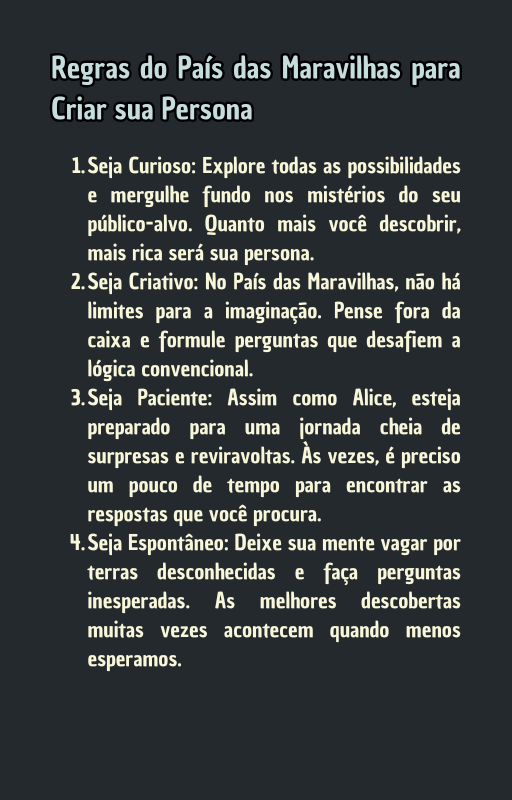 Regras do País das Maravilhas para
Criar sua Persona
1. Seja Curioso: Explore todas as possibilidades
e mergulhe fundo nos mistérios do seu
público-alvo. Quanto mais você descobrir,
mais rica será sua persona.
2. Seja Criativo: No País das Maravilhas, não há
limites para a imaginação. Pense fora da
caixa e formule perguntas que desafiem a
lógica convencional.
3. Seja Paciente: Assim como Alice, esteja
preparado para uma jornada cheia de
surpresas e reviravoltas. Às vezes, é preciso
um pouco de tempo para encontrar as
respostas que você procura.
4. Seja Espontâneo: Deixe sua mente vagar por
terras desconhecidas e faça perguntas
inesperadas. As melhores descobertas
muitas vezes acontecem quando menos
esperamos.